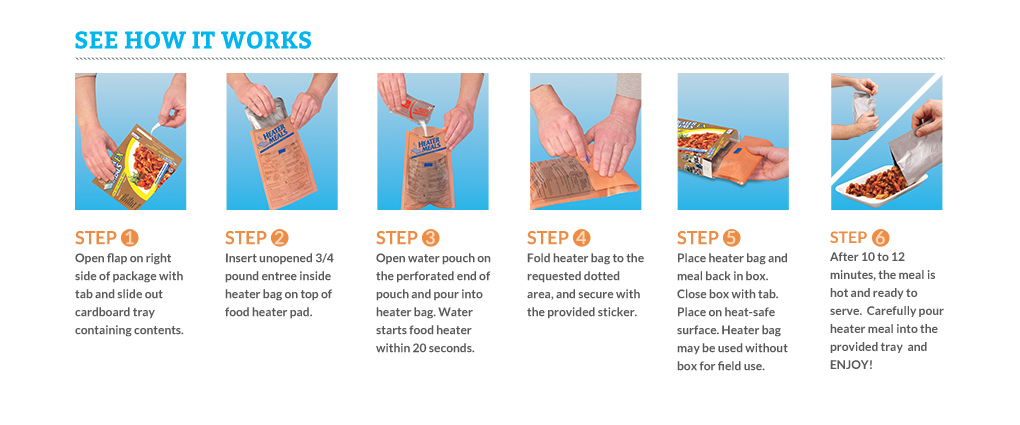 SEE HOW IT WORKS
HEATER
MEALS
HEATER
MEALS
STEP 1
Open flap on right
side of package with
tab and slide out
cardboard tray
containing contents.
STEP 2
Insert unopened 3/4
pound entree inside
heater bag on top of
food heater pad.
STEP 3
Open water pouch on
the perforated end of
pouch and pour into
heater bag. Water
starts food heater
within 20 seconds.
STEP 4
Fold heater bag to the
requested dotted
area, and secure with
the provided sticker.
STEP 5
Place heater bag and
meal back in box.
Close box with tab.
Place on heat-safe
surface. Heater bag
may be used without
box for field use.
STEP 6
After 10 to 12
minutes, the meal is
hot and ready to
serve. Carefully pour
heater meal into the
provided tray and
ENJOY!